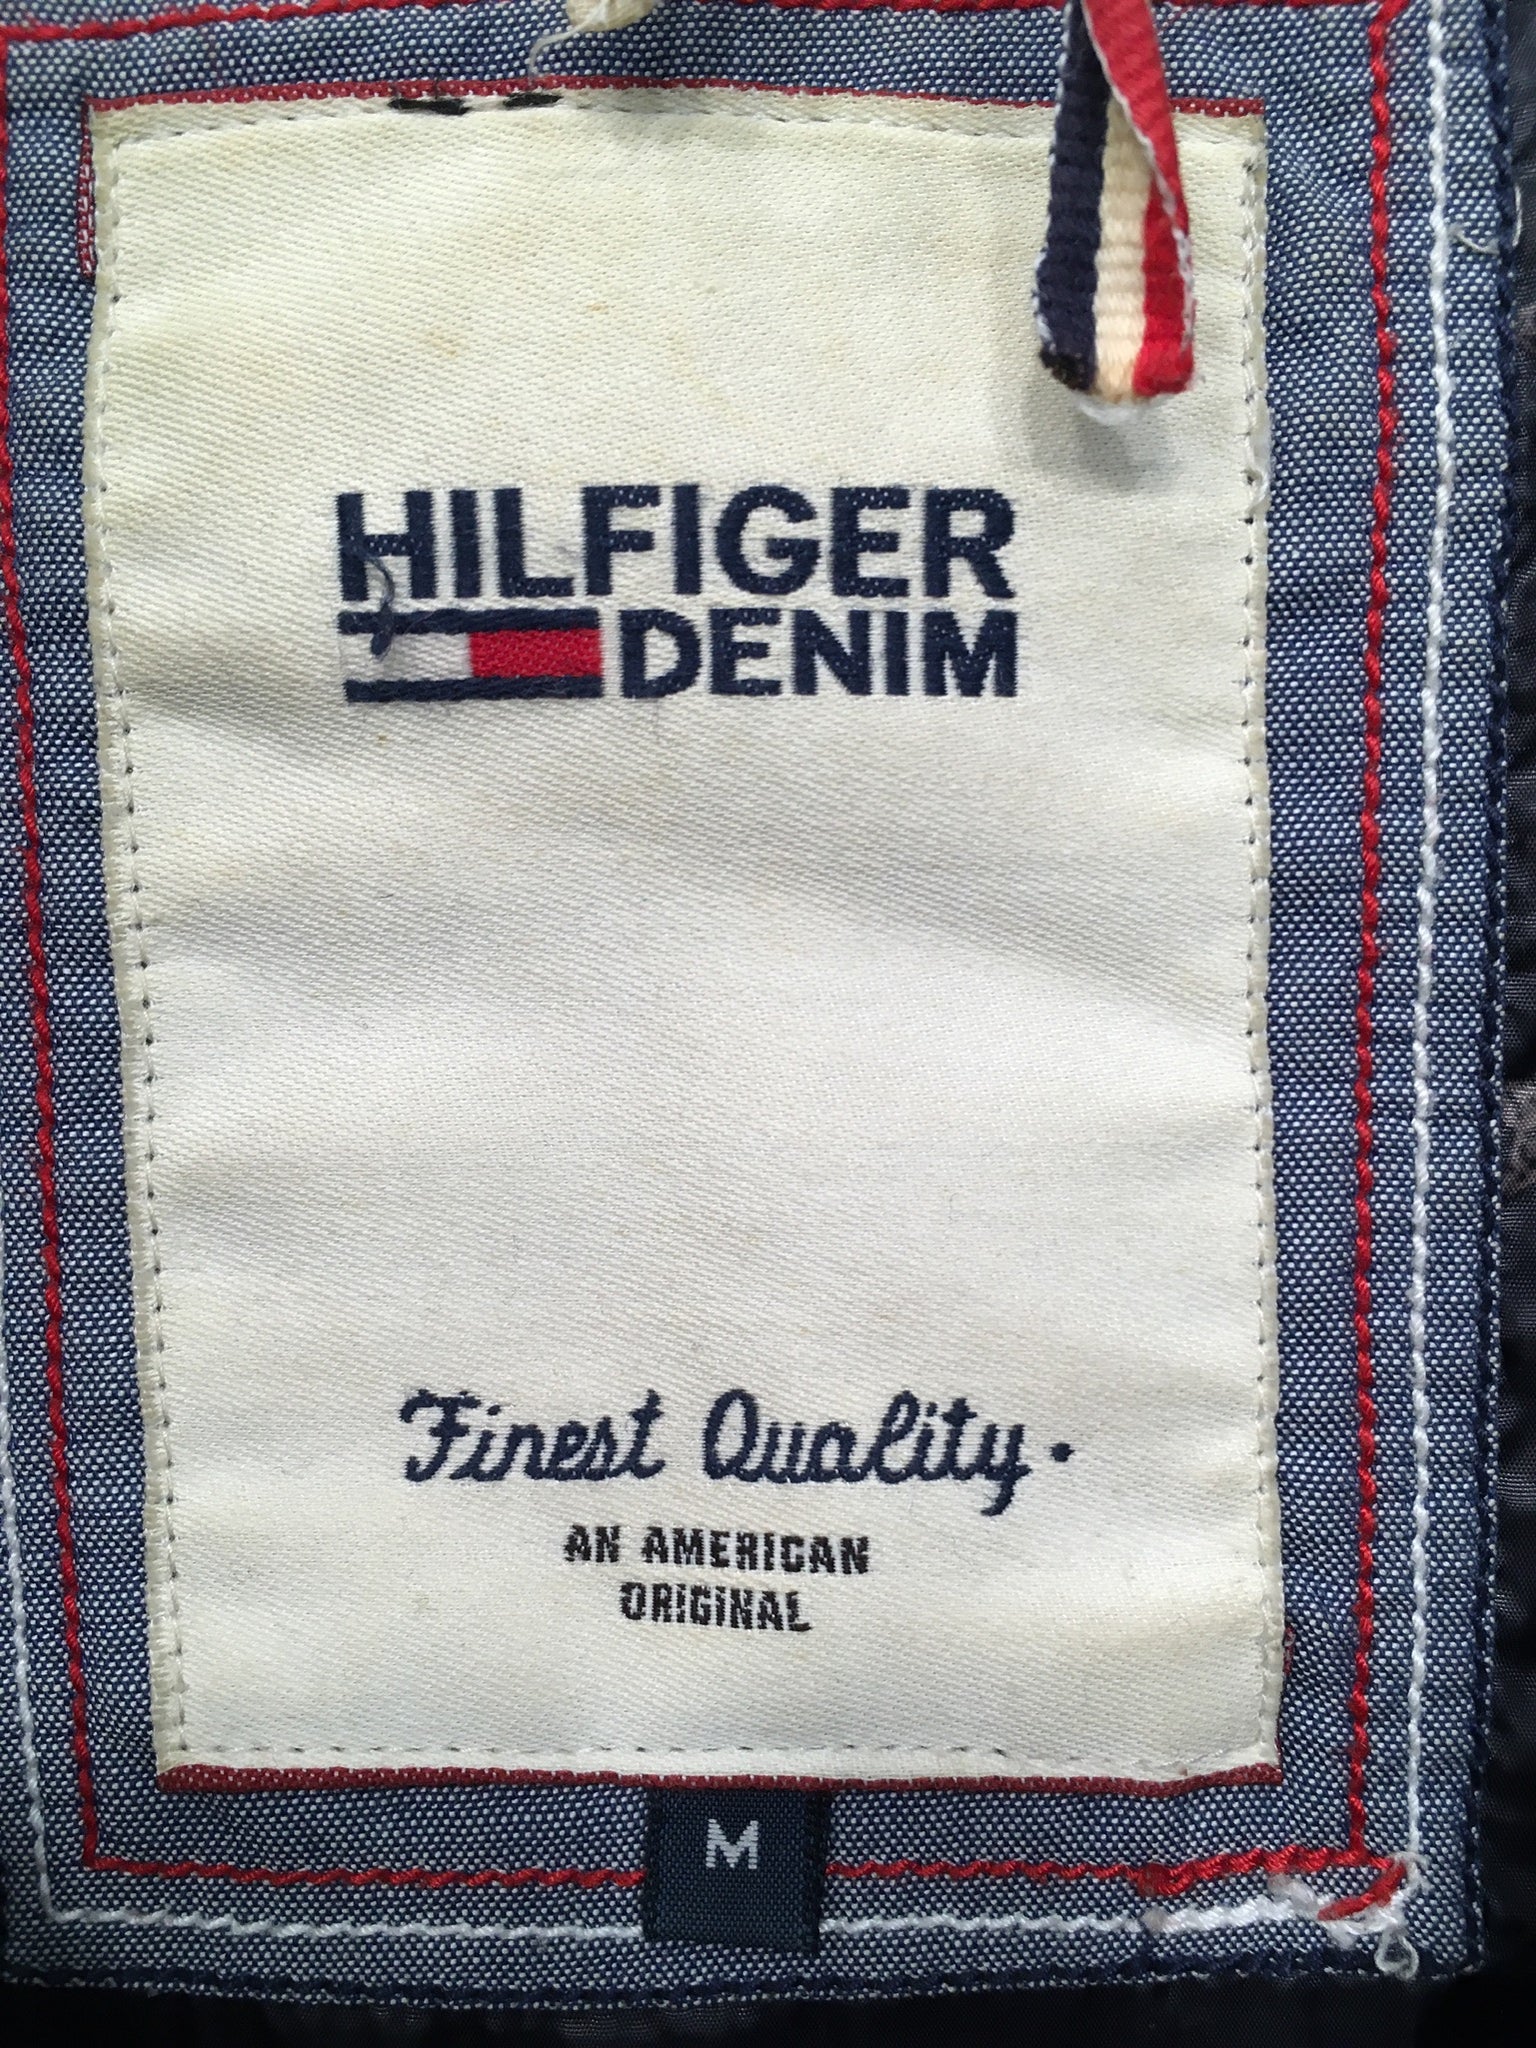 HILFIGER
DENIM
Finest Quality.
AN AMERICAN
ORIGINAL
M